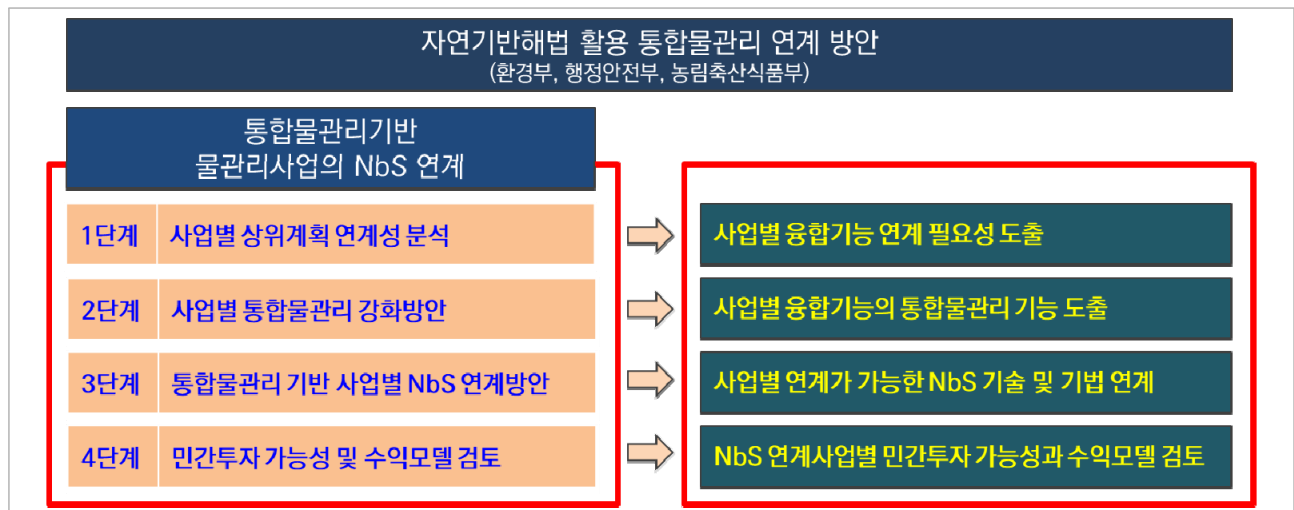 자연기반해법 활용 통합물관리 연계 방안
(환경부, 행정안전부, 농림축산식품부)
통합물관리기반
물관리사업의 NbS 연계
1단계 사업별 상위계획 연계성 분석
사업별 융합기능 연계 필요성 도출
2단계 사업별 통합물관리 강화방안
사업별 융합기능의 통합물관리 기능 도출
3단계 통합물관리 기반 사업별 NbS 연계방안
사업별 연계가 가능한 NbS 기술 및 기법 연계
4단계 민간투자 가능성 및 수익모델 검토
NbS 연계사업별 민간투자 가능성과 수익모델 검토